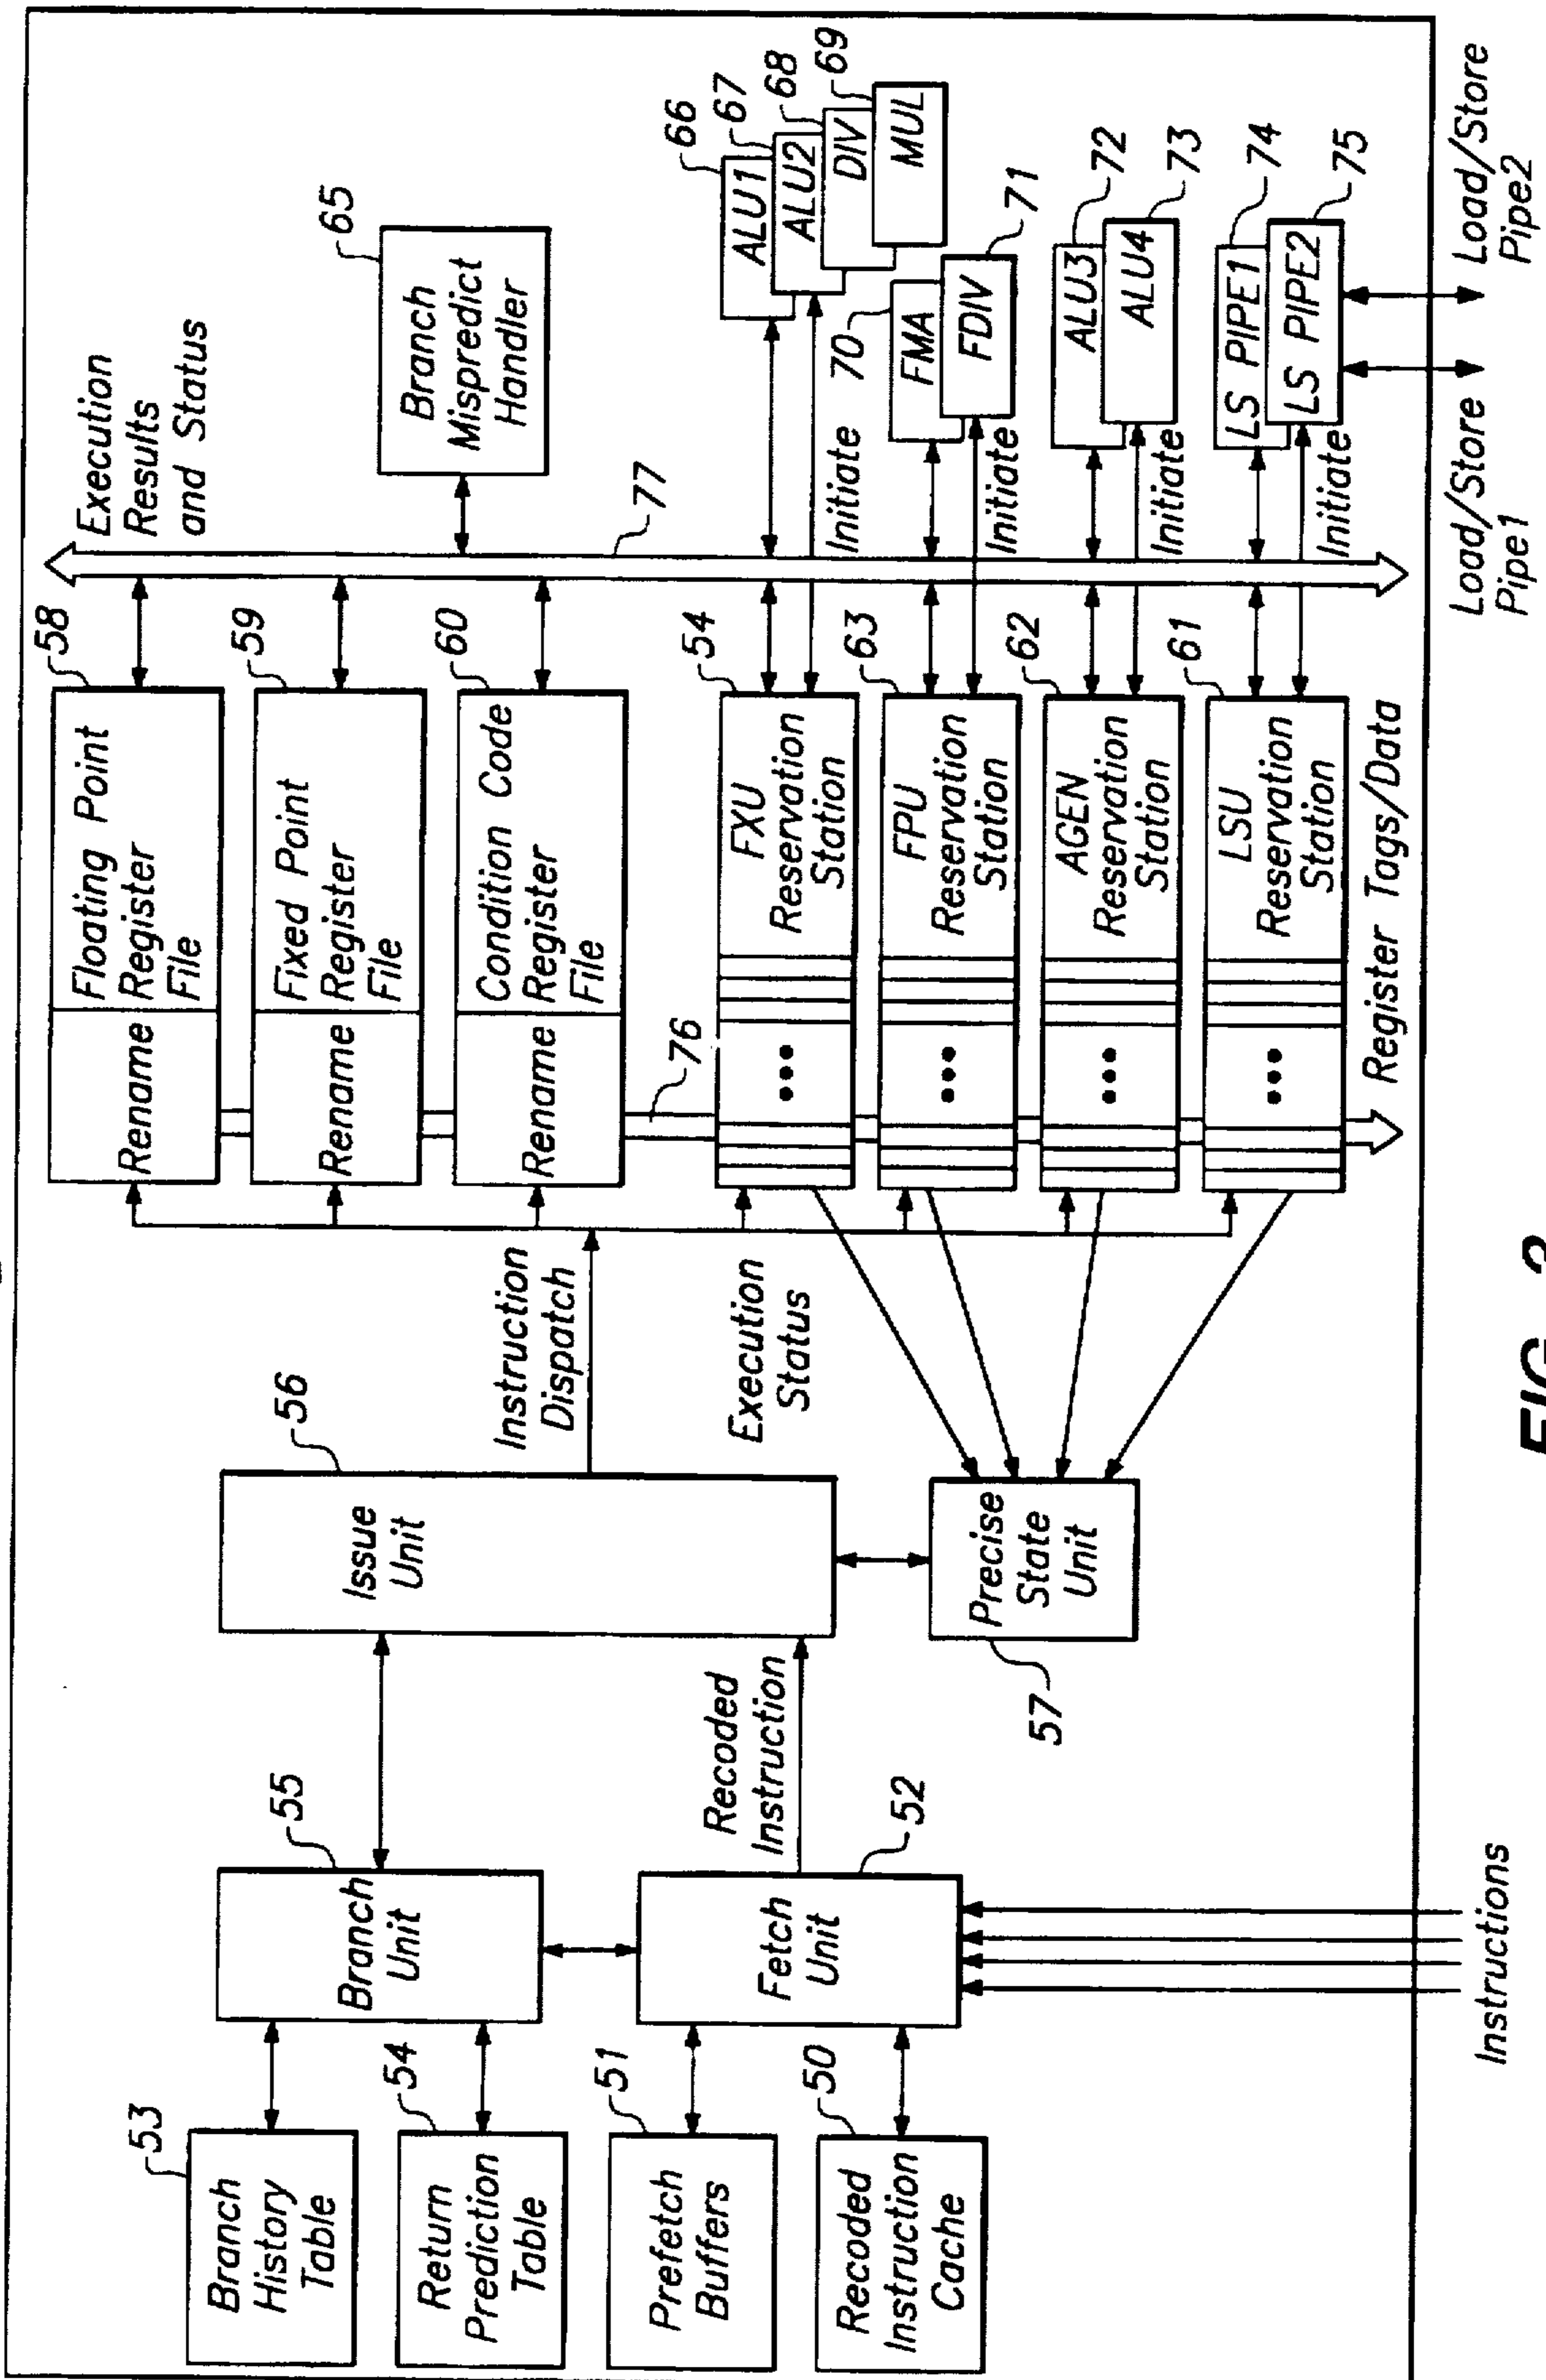 53
Branch
History
Table
54
Return
Prediction
Table
51
Prefetch
Buffers
50
Recoded
Instruction
Cache
55
Branch
Unit
52
Fetch
Unit
Instructions
Recoded
Instruction
56
Issue
Unit
57
Precise
State
Unit
Instruction
Dispatch
Execution
Status
58
Rename
Floating Point
Register
File
59
Rename
Fixed Point
Register
File
60
Rename
Condition Code
Register
File
76
54
FXU
Reservation
Station
•••
63
FPU
Reservation
Station
•••
62
AGEN
Reservation
Station
•••
61
LSU
Reservation
Station
•••
Register Tags/Data
Execution
Results
and Status
77
65
Branch
Mispredict
Handler
66
ALU1
67
ALU2
68
DIV
69
MUL
Initiate
70
FMA
71
FDIV
Initiate
72
ALU3
73
ALU4
Initiate
74
LS PIPE1
75
LS PIPE2
Initiate
Load/Store
Pipe1
Load/Store
Pipe2